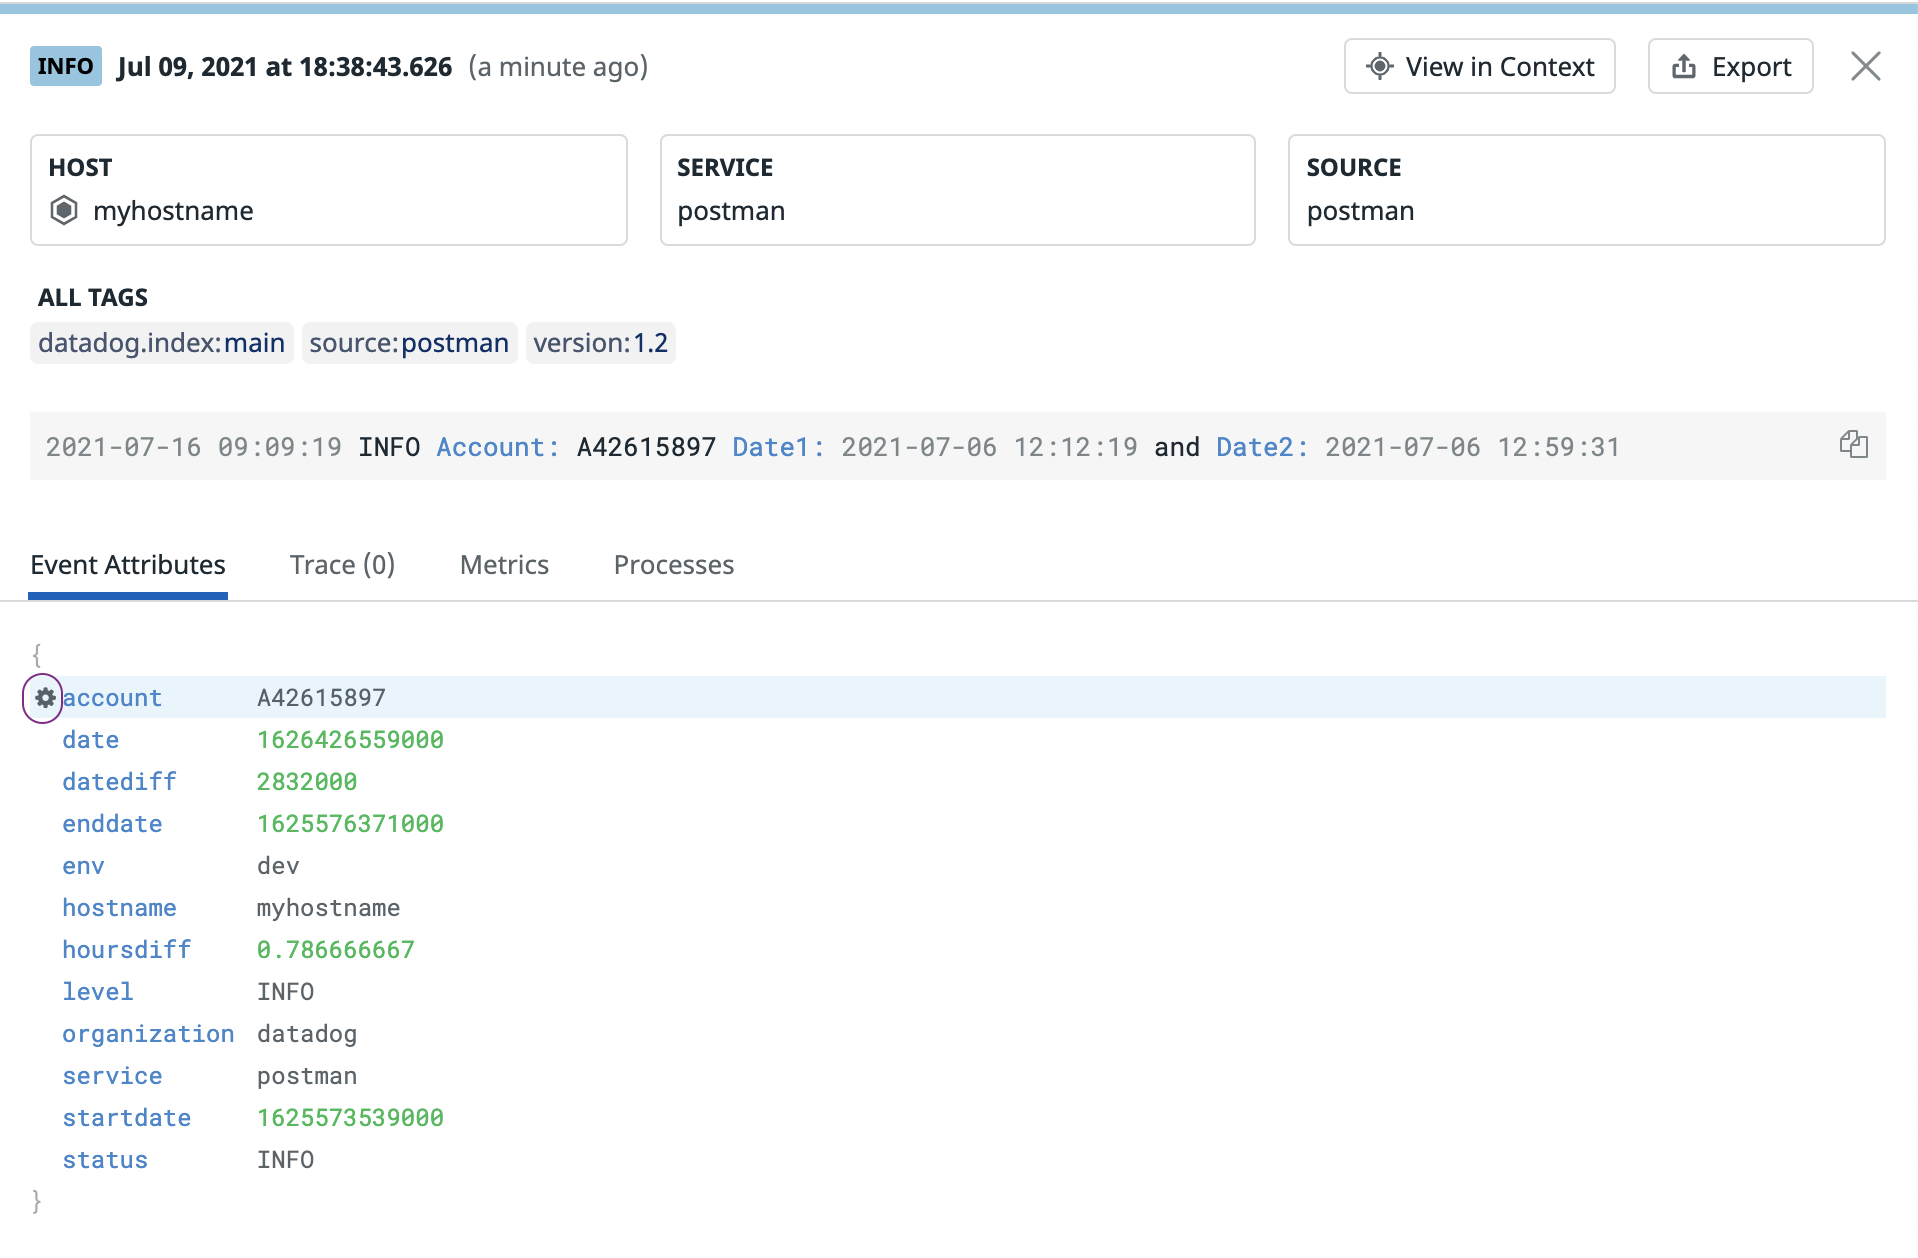 INFO Jul 09, 2021 at 18:38:43.626 (a minute ago) View in Context Export
HOST SERVICE SOURCE
myhostname postman postman
ALL TAGS
datadog.index:main source:postman version:1.2
2021-07-16 09:09:19 INFO Account: A42615897 Date1: 2021-07-06 12:12:19 and Date2: 2021-07-06 12:59:31
Event Attributes Trace (0) Metrics Processes
{
account A42615897
date 1626426559000
datediff 2832000
enddate 1625576371000
env dev
hostname myhostname
hoursdiff 0.786666667
level INFO
organization datadog
service postman
startdate 1625573539000
status INFO
}